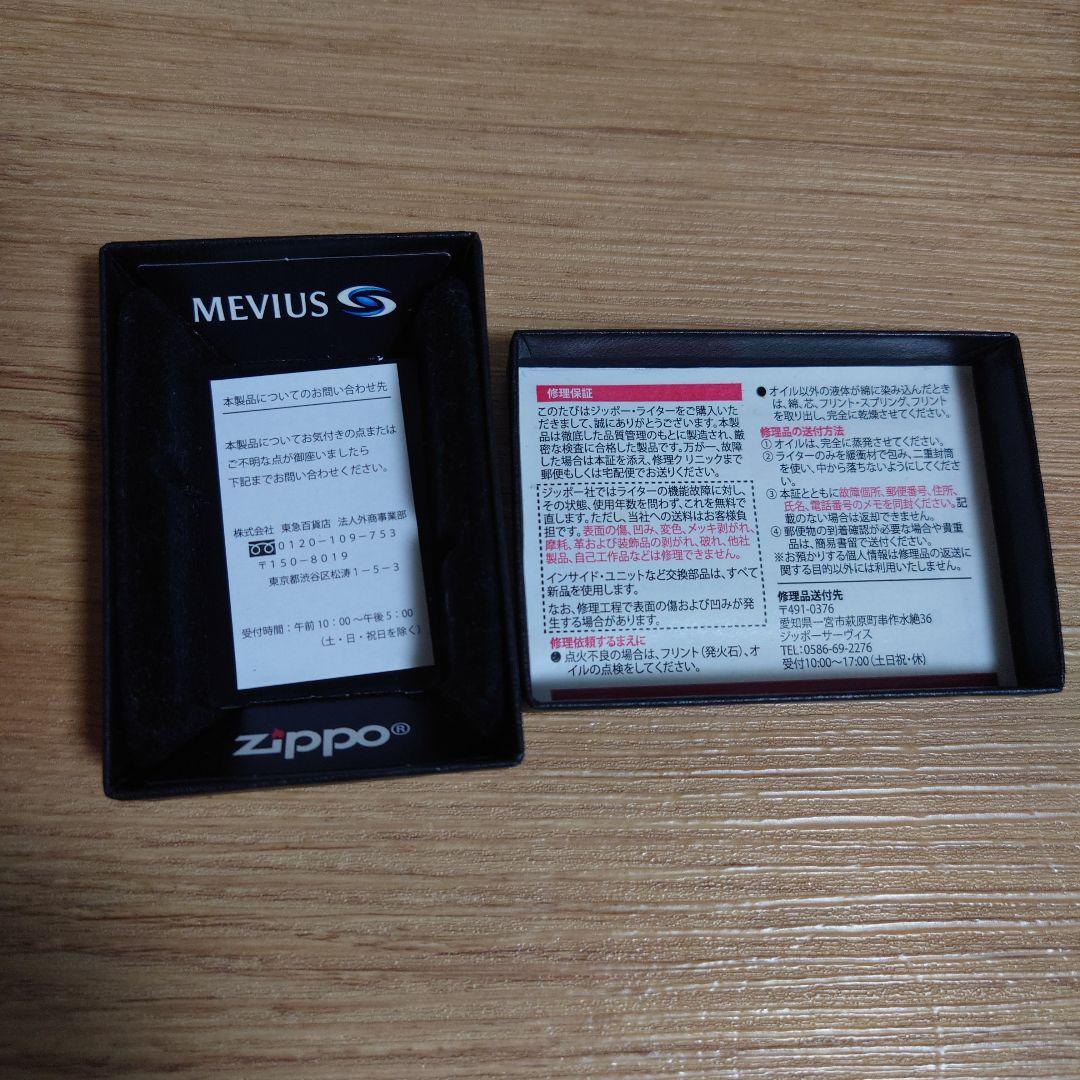 MEVIUS
本製品についてのお問い合わせ先
本製品についてお気付きの点または
ご不明な点が御座いましたら
下記までお問い合わせください。
株式会社 東急百貨店 法人外商事業部
0120-109-753
〒150-8019
東京都渋谷区松涛1-5-3
受付時間:午前10:00~午後5:00
(土・日・祝日を除く)
zippo®
修理保証
このたびはジッポー・ライターをご購入いた
だきまして、誠にありがとうございます。本製
品は徹底した品質管理のもとに製造され、厳
密な検査に合格した製品です。万が一、故障
した場合は本証を添え、修理クリニックまで
郵便もしくは宅配便でお送りください。
ジッポー社ではライターの機能故障に対し、
その状態、使用年数を問わず、これを無料で
直します。ただし、当社への送料はお客様負
担です。表面の傷、凹み、変色、メッキ剥がれ、
摩耗、革および装飾品の剥がれ、破れ、他社
製品、自己工作品などは修理できません。
インサイド・ユニットなど交換部品は、すべて
新品を使用します。
なお、修理工程で表面の傷および凹みが発
生する場合があります。
修理依頼するまえに
●点火不良の場合は、フリント(発火石)、オ
イルの点検をしてください。
●オイル以外の液体が綿に染み込んだとき
は、綿、芯、フリント・スプリング、フリント
を取り出し、完全に乾燥させてください。
修理品の送付方法
①オイルは、完全に蒸発させてください。
②ライターのみを緩衝材で包み、二重封筒
を使い、中から落ちないようにしてくださ
い。
③本証とともに故障個所、郵便番号、住所、
氏名、電話番号のメモを同封ください。記
載のない場合は返却できません。
④郵便物の到着確認が必要な場合や貴重
品は、簡易書留で送付ください。
※お預かりする個人情報は修理品の返送に
関する目的以外には利用いたしません。
修理品送付先
〒491-0376
愛知県一宮市萩原町串作水絶36
ジッポーサーヴィス
TEL:0586-69-2276
受付10:00~17:00(土日祝・休)